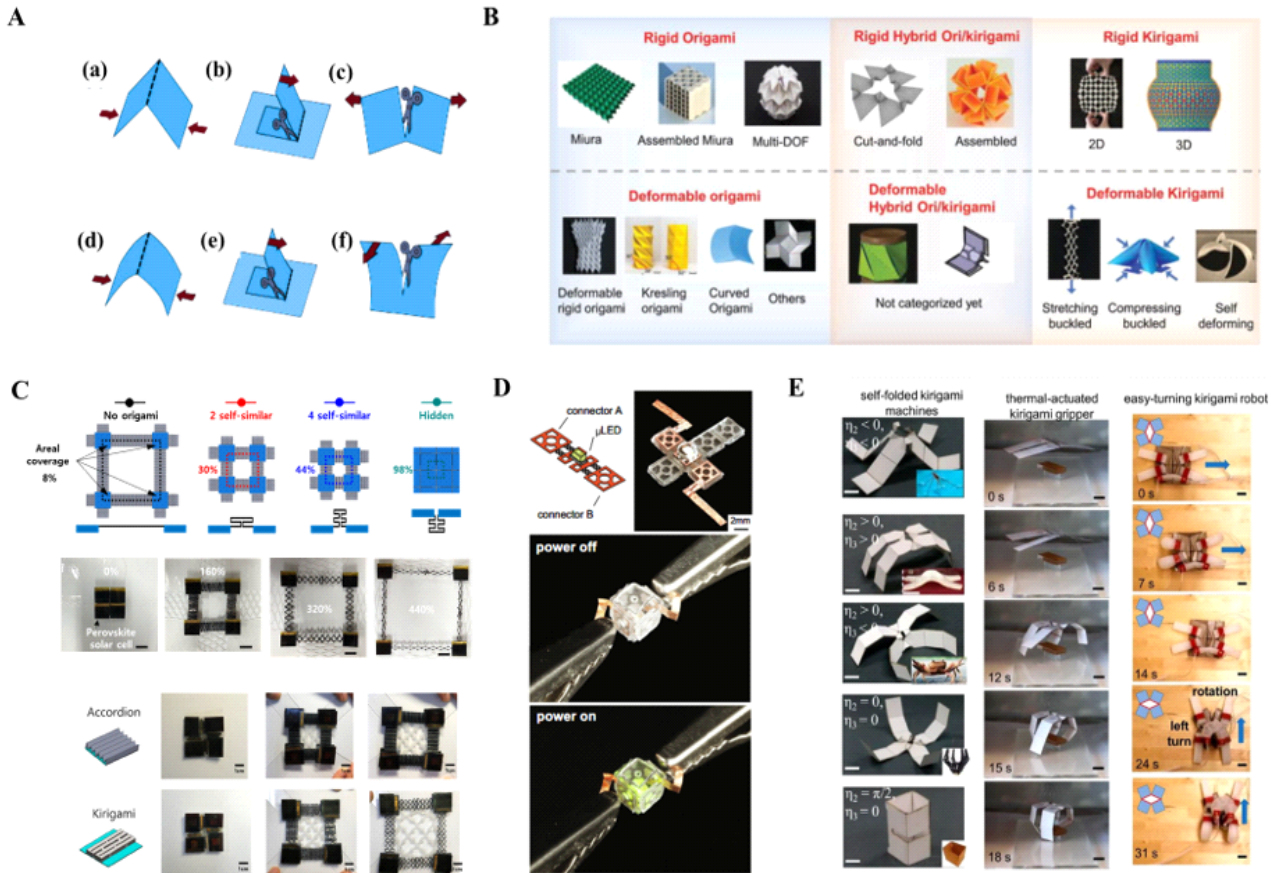 A
(a)
(b)
(c)
(d)
(e)
(f)
B
Rigid Origami
Rigid Hybrid Ori/kirigami
Rigid Kirigami
Miura
Assembled Miura
Multi-DOF
Cut-and-fold
Assembled
2D
3D
Deformable origami
Deformable
Hybrid Ori/kirigami
Deformable Kirigami
Deformable
rigid origami
Kresling
origami
Curved
Origami
Others
Not categorized yet
Stretching
buckled
Compressing
buckled
Self
deforming
C
No origami
2 self-similar
4 self-similar
Hidden
Areal
coverage
8%
30%
44%
98%
0%
160%
320%
440%
Perovskite
solar cell
Accordion
Kirigami
D
connector A
μLED
connector B
2mm
power off
power on
E
self-folded kirigami
machines
thermal-actuated
kirigami gripper
easy-turning kirigami robot
η₂ < 0,
η₂ > 0,
η₃ > 0
η₂ > 0,
η₂ = 0,
η₃ = 0
η₂ = π/2,
η₃ = 0
0 s
6 s
12 s
15 s
18 s
0 s
7 s
14 s
rotation
left
turn
24 s
31 s